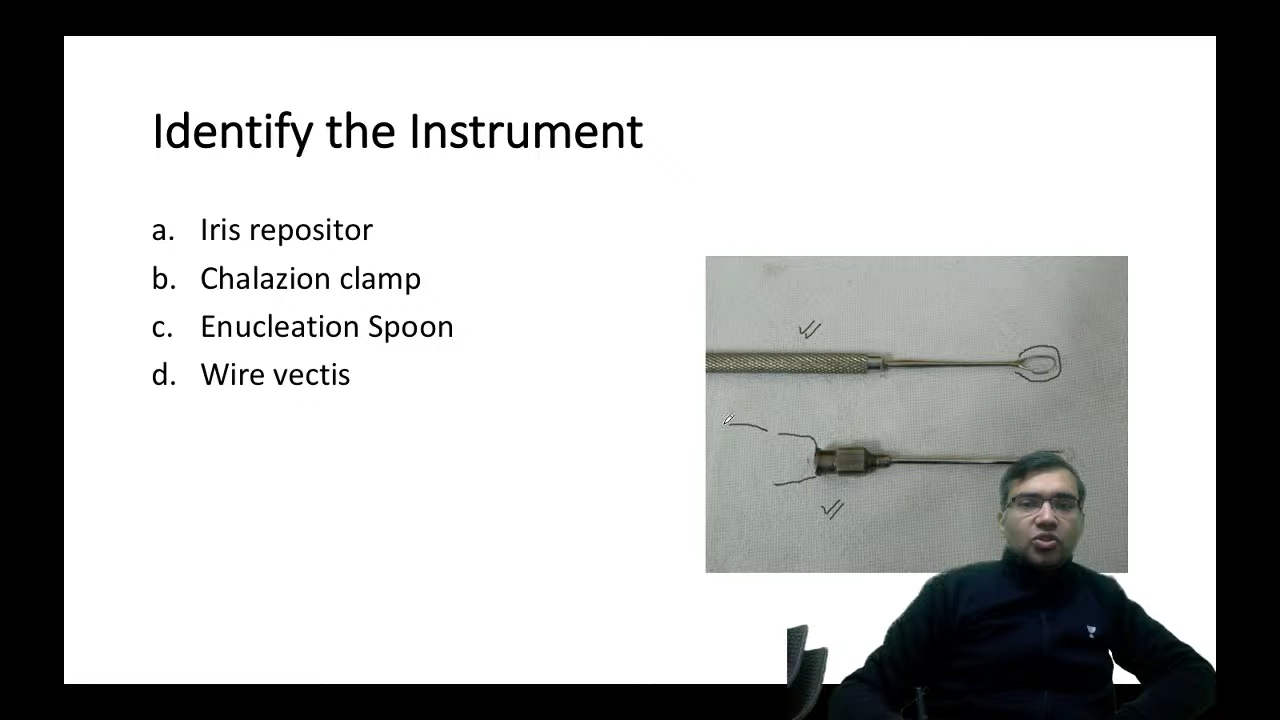 Identify the Instrument
a. Iris repositor
b. Chalazion clamp
c. Enucleation Spoon
d. Wire vectis